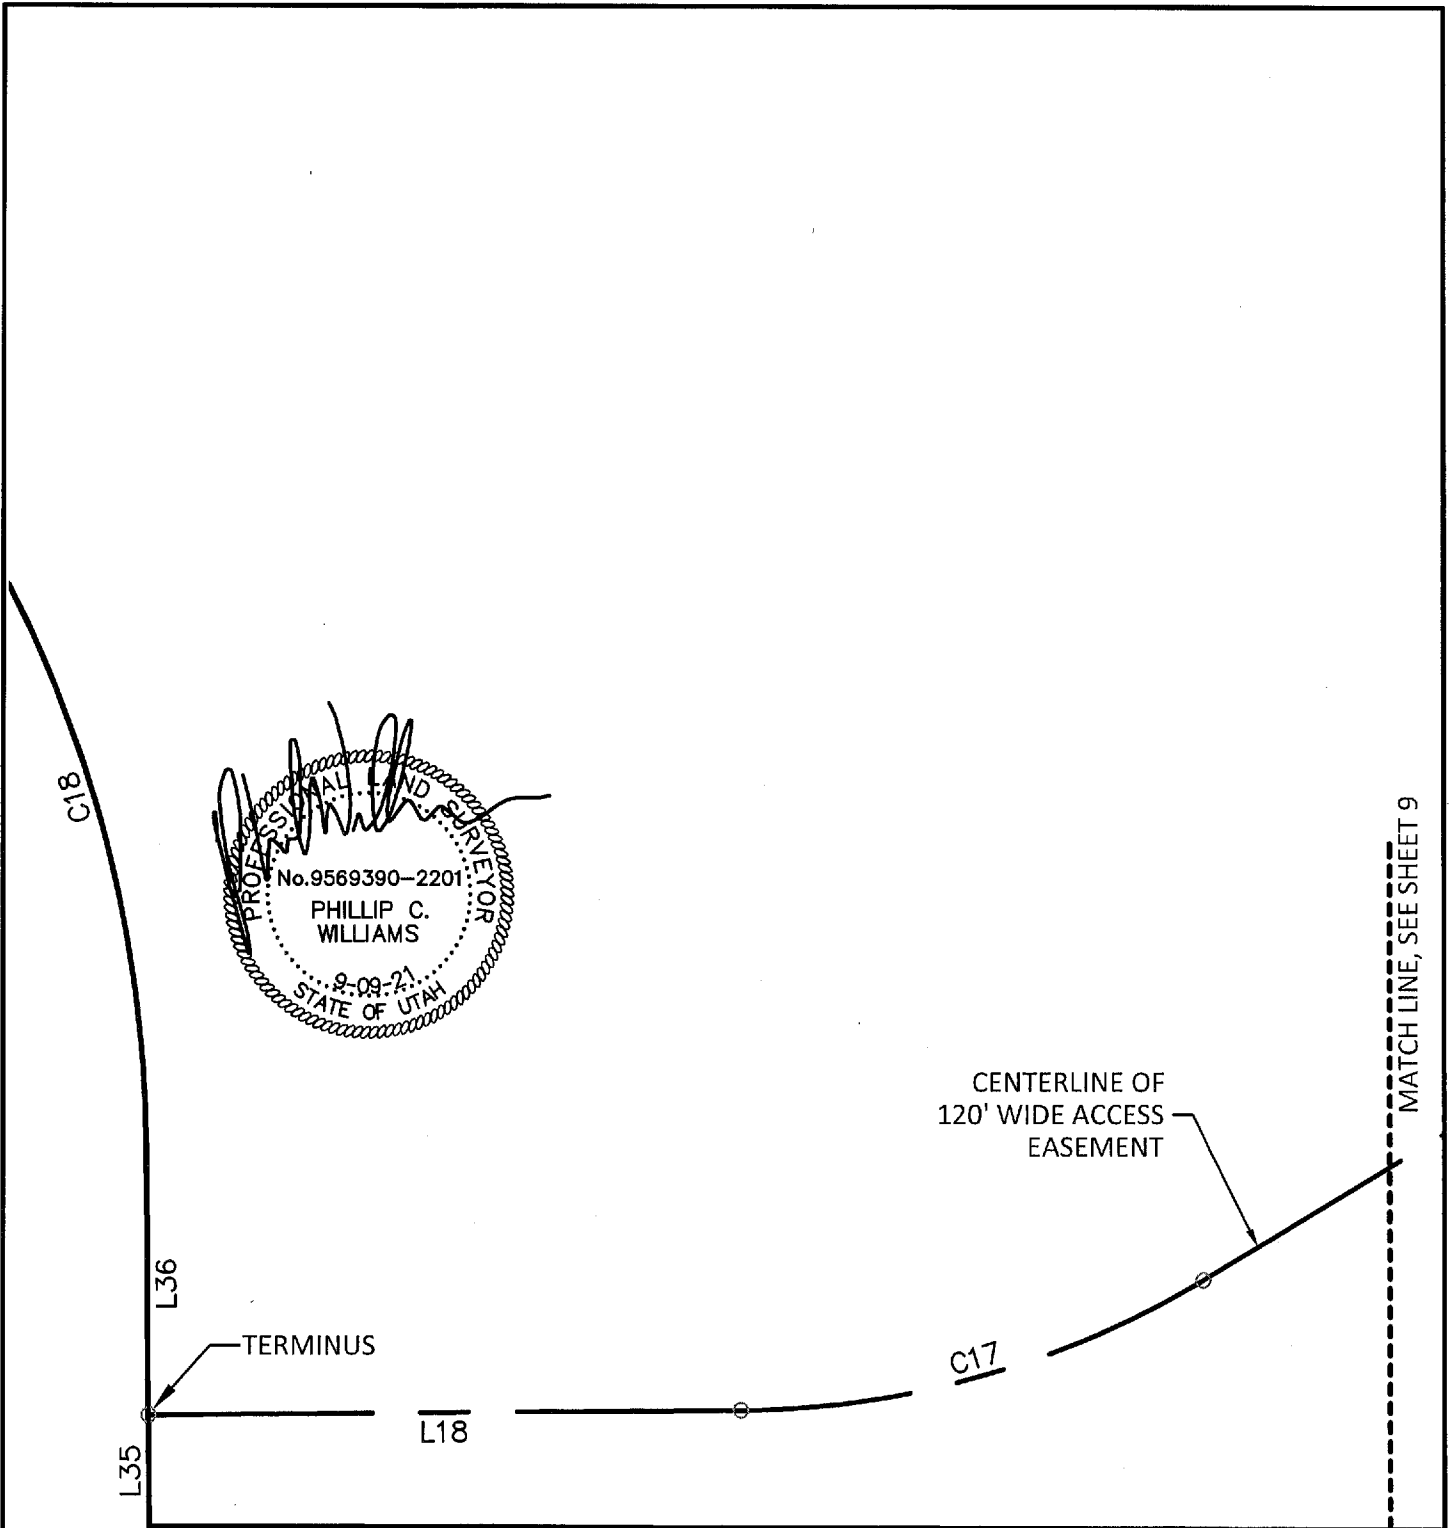 C18
PROFESSIONAL LAND SURVEYOR
No.9569390-2201
PHILLIP C.
WILLIAMS
9-09-21
STATE OF UTAH
MATCH LINE, SEE SHEET 9
CENTERLINE OF
120' WIDE ACCESS
EASEMENT
L36
TERMINUS
C17
L18
L35